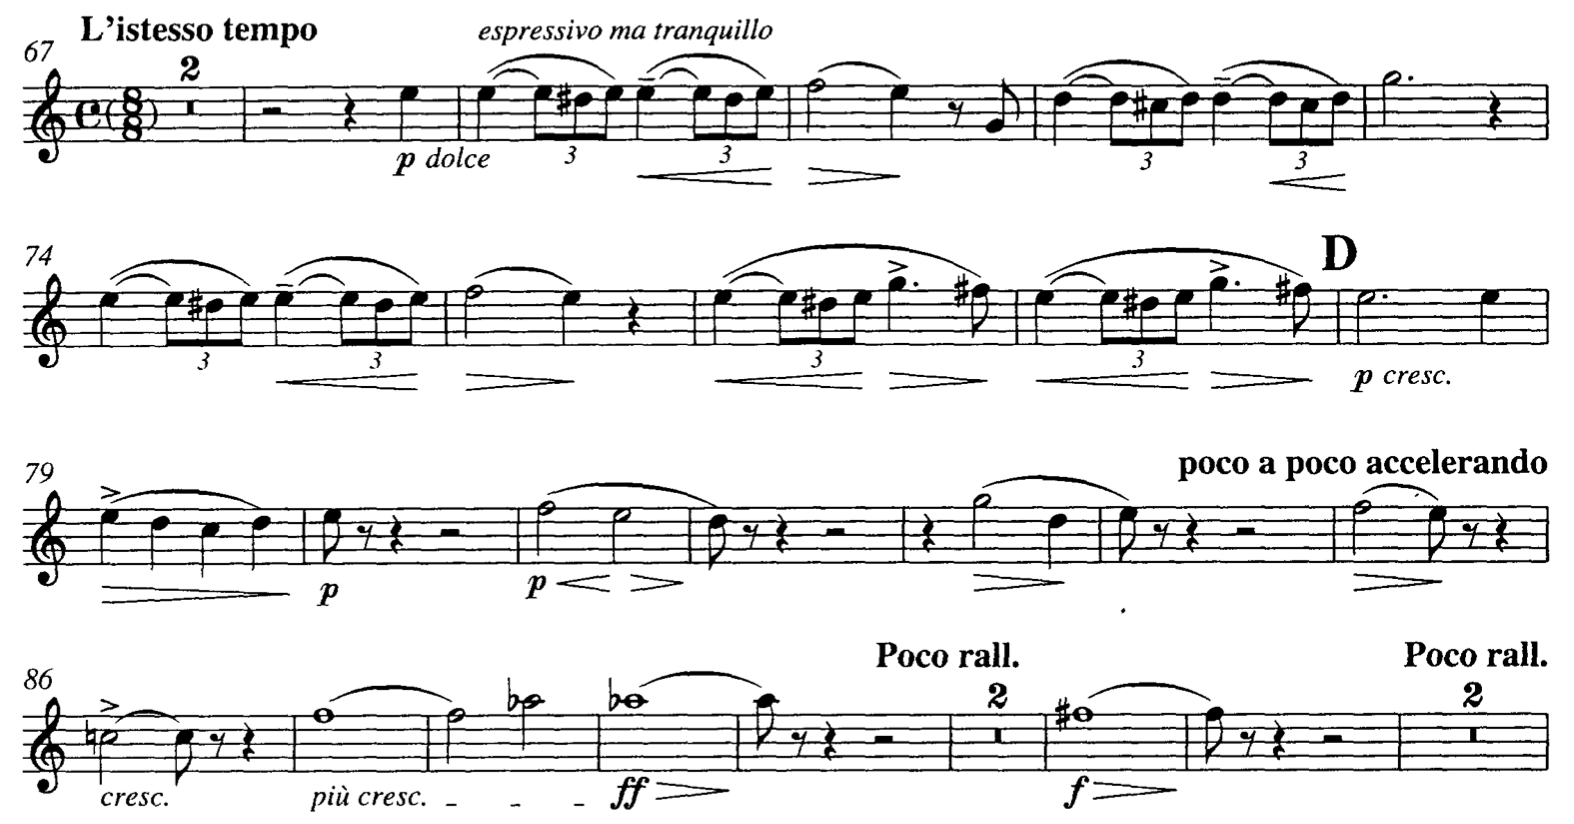 L'istesso tempo
espressivo ma tranquillo
67
8
8
8
2
p dolce
3
3
3
3
74
D
3
3
3
3
p cresc.
79
poco a poco accelerando
p
p
86
Poco rall.
Poco rall.
2
2
cresc.
più cresc.
ff
f